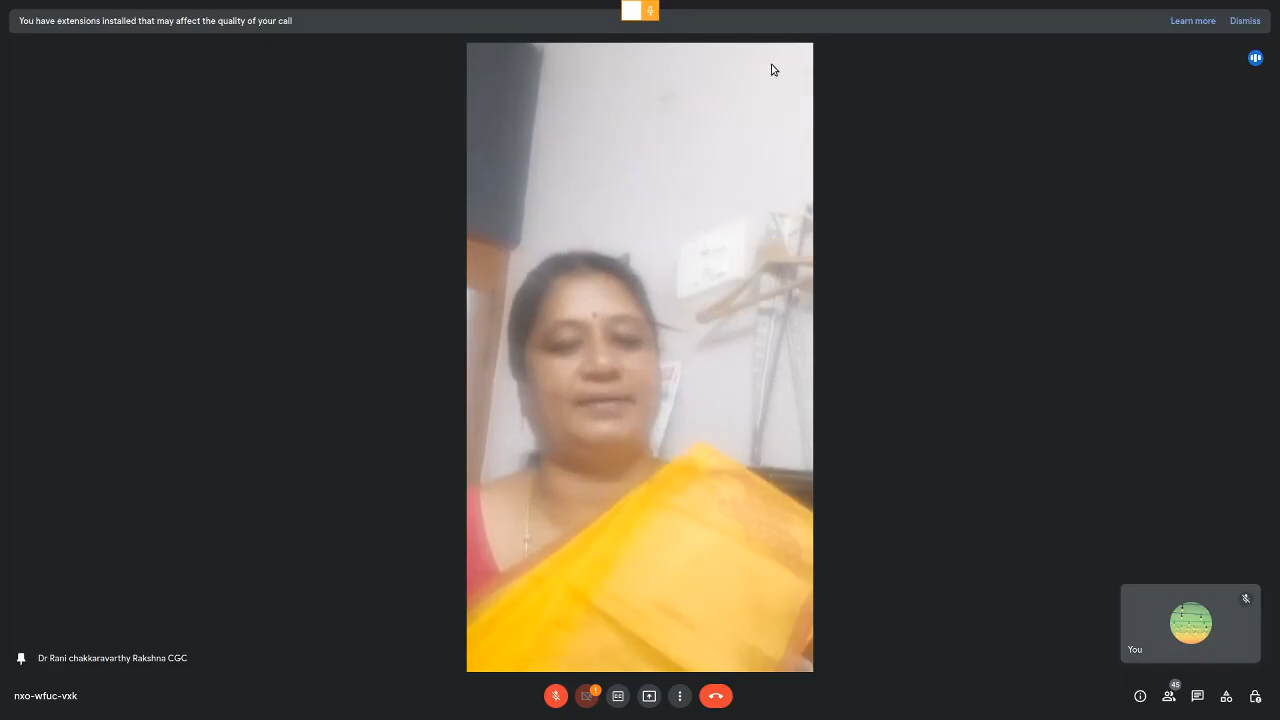 You have extensions installed that may affect the quality of your call
Learn more
Dismiss
You
Dr Rani chakkaravarthy Rakshna CGC
nxo-wfuc-vxk
45